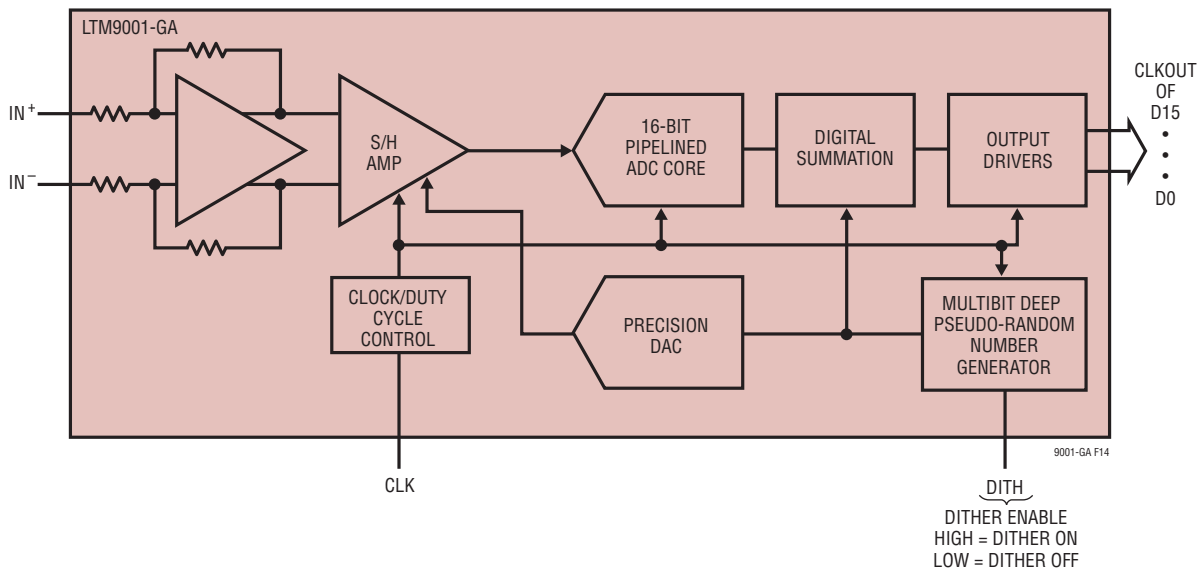 LTM9001-GA
IN+
IN−
S/H
AMP
16-BIT
PIPELINED
ADC CORE
DIGITAL
SUMMATION
OUTPUT
DRIVERS
CLKOUT
OF
D15
•
•
•
D0
CLOCK/DUTY
CYCLE
CONTROL
PRECISION
DAC
MULTIBIT DEEP
PSEUDO-RANDOM
NUMBER
GENERATOR
9001-GA F14
CLK
DITH
DITHER ENABLE
HIGH = DITHER ON
LOW = DITHER OFF